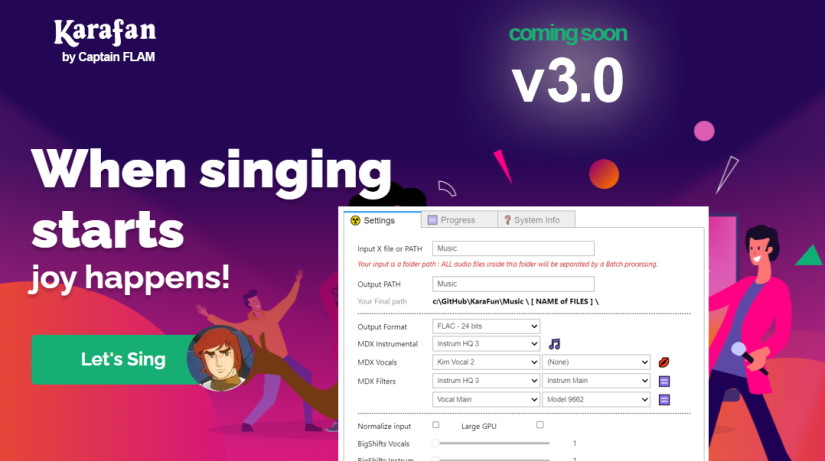 Karafan
by Captain FLAM
coming soon
v3.0
When singing
starts
joy happens!
Let's Sing
Settings Progress System Info
Input X file or PATH Music
Your input is a folder path : ALL audio files inside this folder will be separated by a Batch processing.
Output PATH Music
Your Final path c:\GitHub\KaraFun\Music \ [ NAME of FILES ] \
Output Format FLAC - 24 bits
MDX Instrumental Instrum HQ 3
MDX Vocals Kim Vocal 2 (None)
MDX Filters Instrum HQ 3 Instrum Main
Vocal Main Model 9662
Normalize input Large GPU
BigShifts Vocals 1
BigShifts Instrum 1